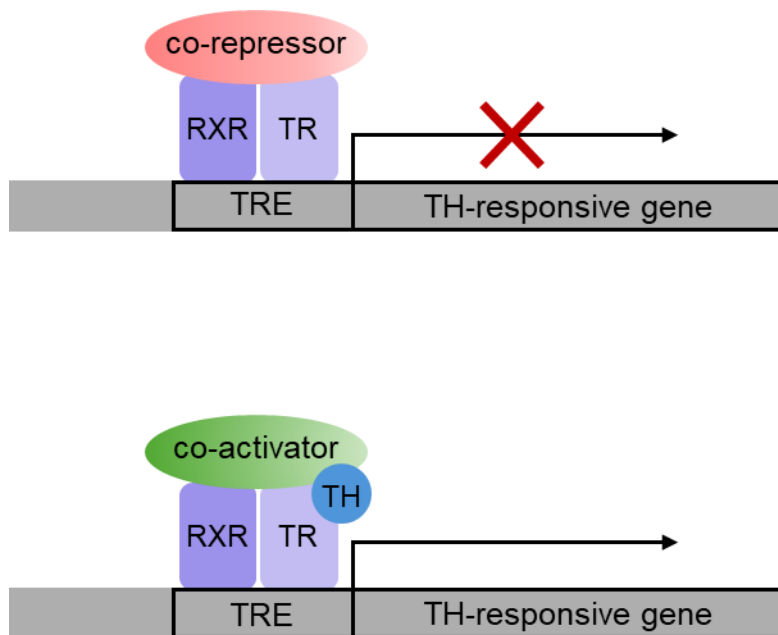 co-repressor
RXR TR
TRE TH-responsive gene
co-activator
TH
RXR TR
TRE TH-responsive gene